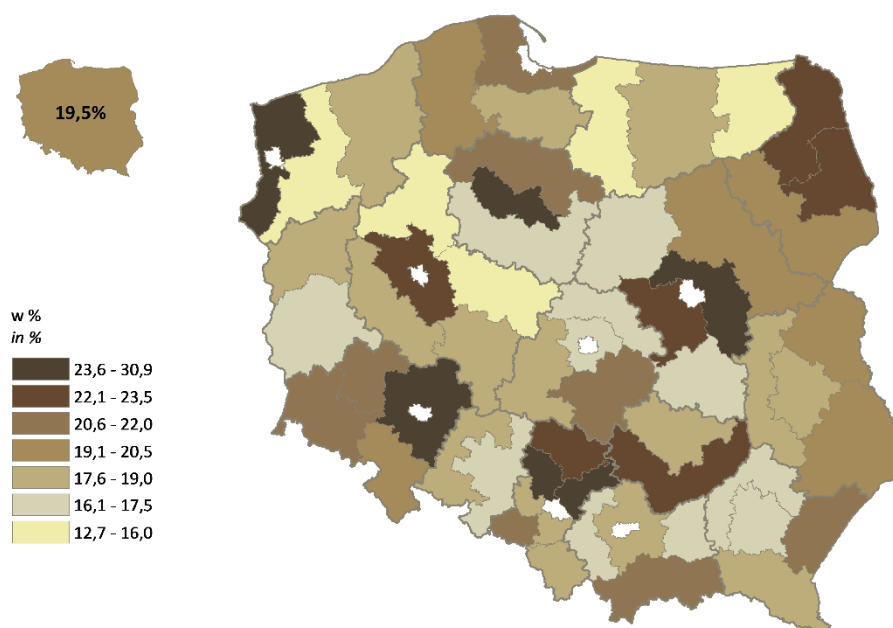 19,5%
w %
in %
23,6 - 30,9
22,1 - 23,5
20,6 - 22,0
19,1 - 20,5
17,6 - 19,0
16,1 - 17,5
12,7 - 16,0